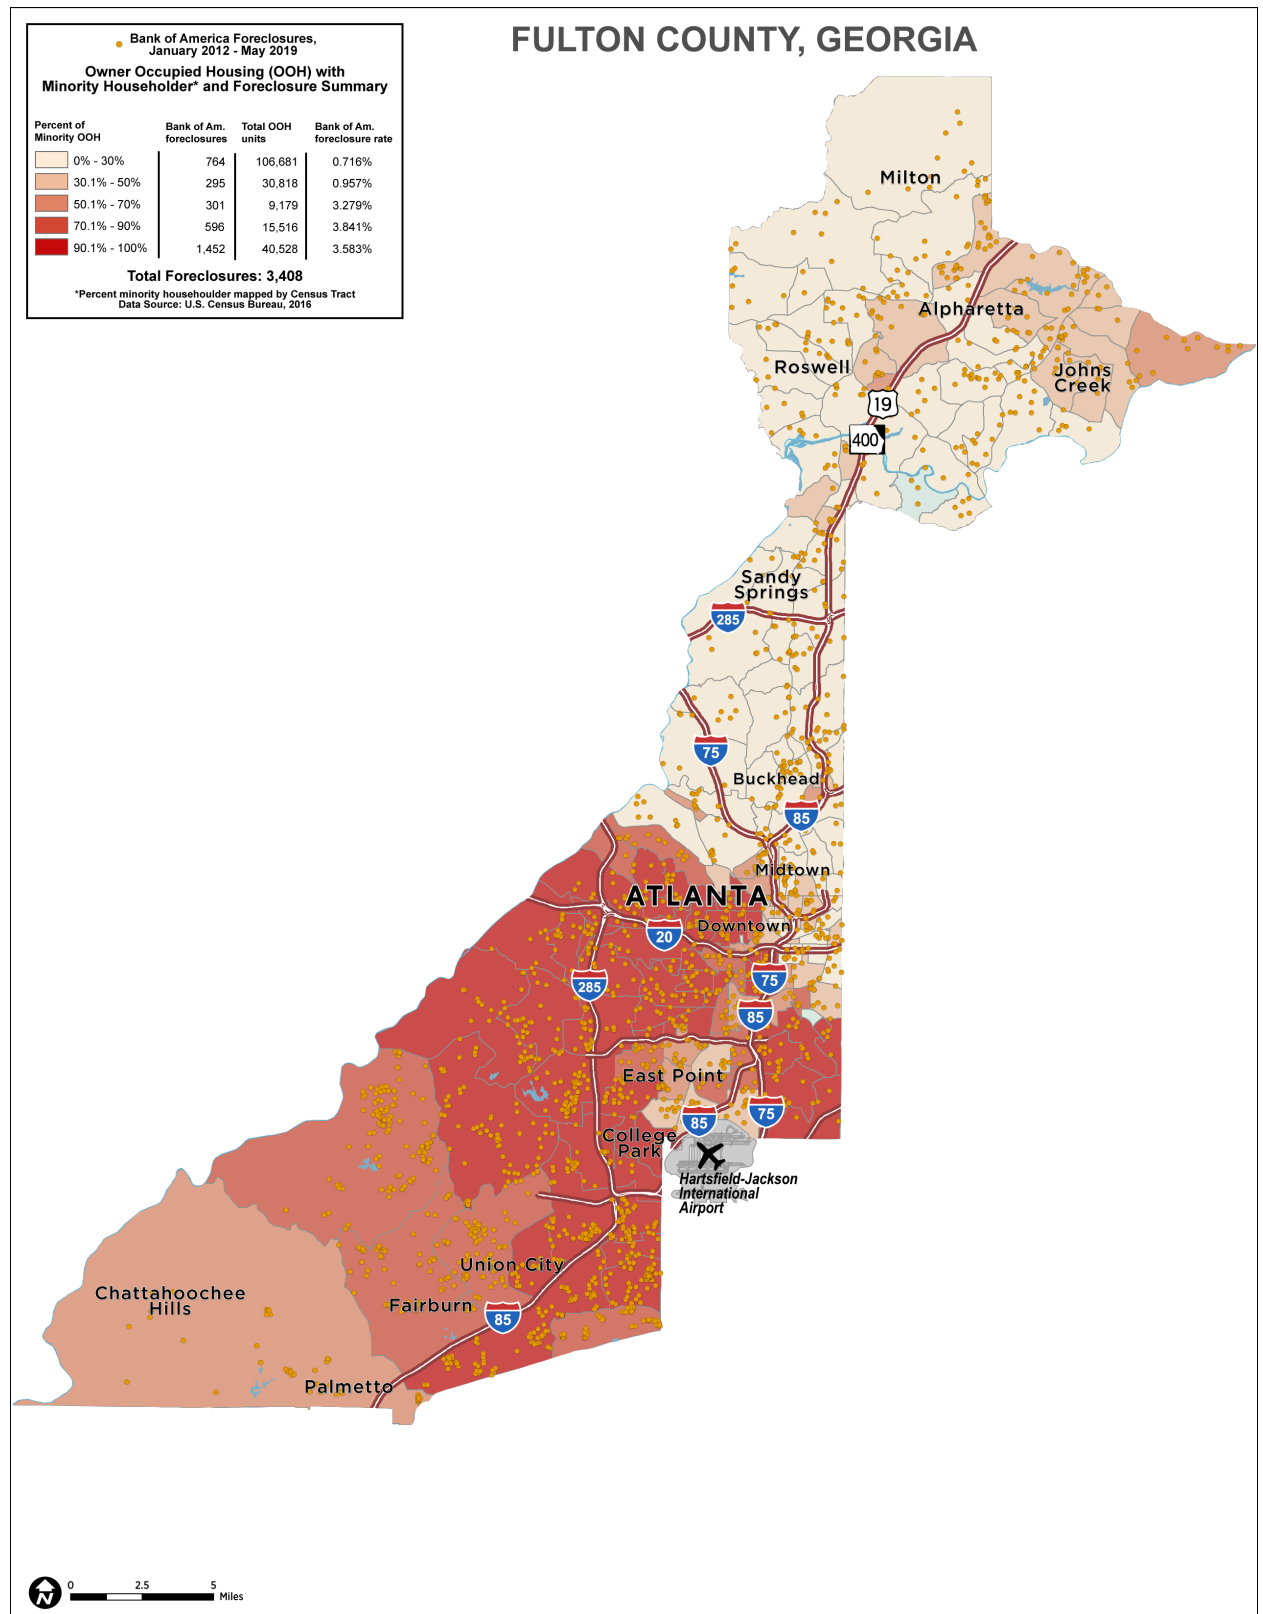 FULTON COUNTY, GEORGIA
Bank of America Foreclosures,
January 2012 - May 2019
Owner Occupied Housing (OOH) with
Minority Householder* and Foreclosure Summary
Percent of
Minority OOH
Bank of Am.
foreclosures
Total OOH
units
Bank of Am.
foreclosure rate
0% - 30% 764 106,681 0.716%
30.1% - 50% 295 30,818 0.957%
50.1% - 70% 301 9,179 3.279%
70.1% - 90% 596 15,516 3.841%
90.1% - 100% 1,452 40,528 3.583%
Total Foreclosures: 3,408
*Percent minority househoulder mapped by Census Tract
Data Source: U.S. Census Bureau, 2016
Milton
Alpharetta
Roswell
Johns
Creek
19
400
Sandy
Springs
285
75
Buckhead
85
Midtown
ATLANTA
Downtown
20
75
285
85
East Point
75
85
College
Park
Hartsfield-Jackson
International
Airport
Union City
Chattahoochee
Hills
Fairburn
85
Palmetto
N
0 2.5 5
Miles